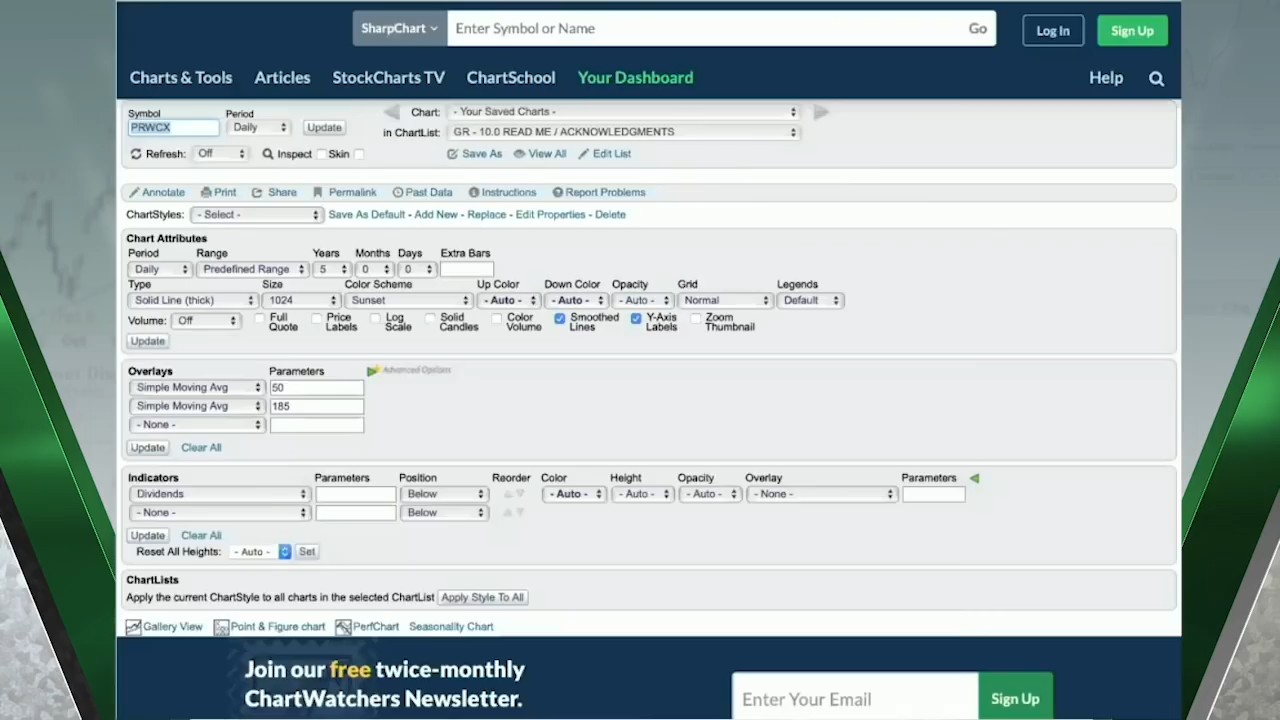 SharpChart Enter Symbol or Name Go Log In Sign Up
Charts & Tools Articles StockCharts TV ChartSchool Your Dashboard Help
Symbol Period Chart: - Your Saved Charts -
PRWCX Daily Update in ChartList: GR - 10.0 READ ME / ACKNOWLEDGMENTS
Refresh: Off Inspect Skin Save As View All Edit List
Annotate Print Share Permalink Past Data Instructions Report Problems
ChartStyles: - Select - Save As Default - Add New - Replace - Edit Properties - Delete
Chart Attributes
Period Range Years Months Days Extra Bars
Daily Predefined Range 5 0 0
Type Size Color Scheme Up Color Down Color Opacity Grid Legends
Solid Line (thick) 1024 Sunset - Auto - - Auto - - Auto - Normal Default
Volume: Off Full Quote Price Labels Log Scale Solid Candles Color Volume Smoothed Lines Y-Axis Labels Zoom Thumbnail
Update
Overlays Parameters Advanced Options
Simple Moving Avg 50
Simple Moving Avg 185
- None -
Update Clear All
Indicators Parameters Position Reorder Color Height Opacity Overlay Parameters
Dividends Below - Auto - - Auto - - Auto - - None -
- None - Below
Update Clear All
Reset All Heights: - Auto - Set
ChartLists
Apply the current ChartStyle to all charts in the selected ChartList Apply Style To All
Gallery View Point & Figure chart PerfChart Seasonality Chart
Join our free twice-monthly
ChartWatchers Newsletter.
Enter Your Email Sign Up